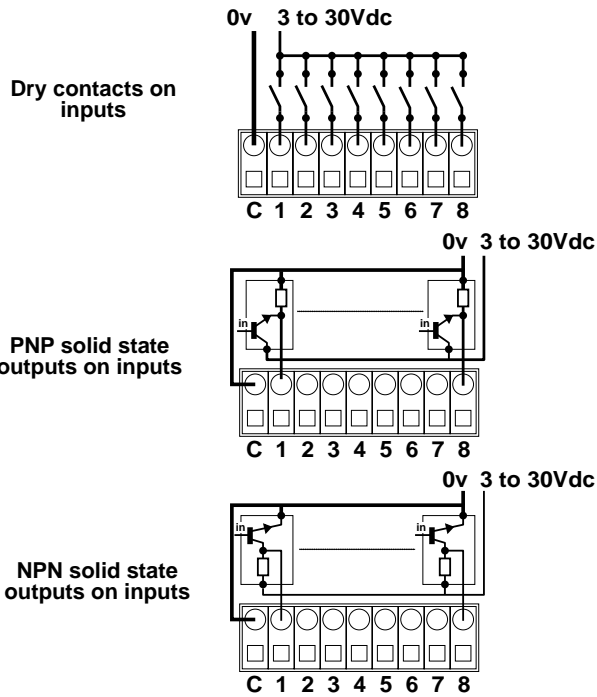 0v 3 to 30Vdc
Dry contacts on
inputs
C 1 2 3 4 5 6 7 8
0v 3 to 30Vdc
in in
PNP solid state
outputs on inputs
C 1 2 3 4 5 6 7 8
0v 3 to 30Vdc
in in
NPN solid state
outputs on inputs
C 1 2 3 4 5 6 7 8